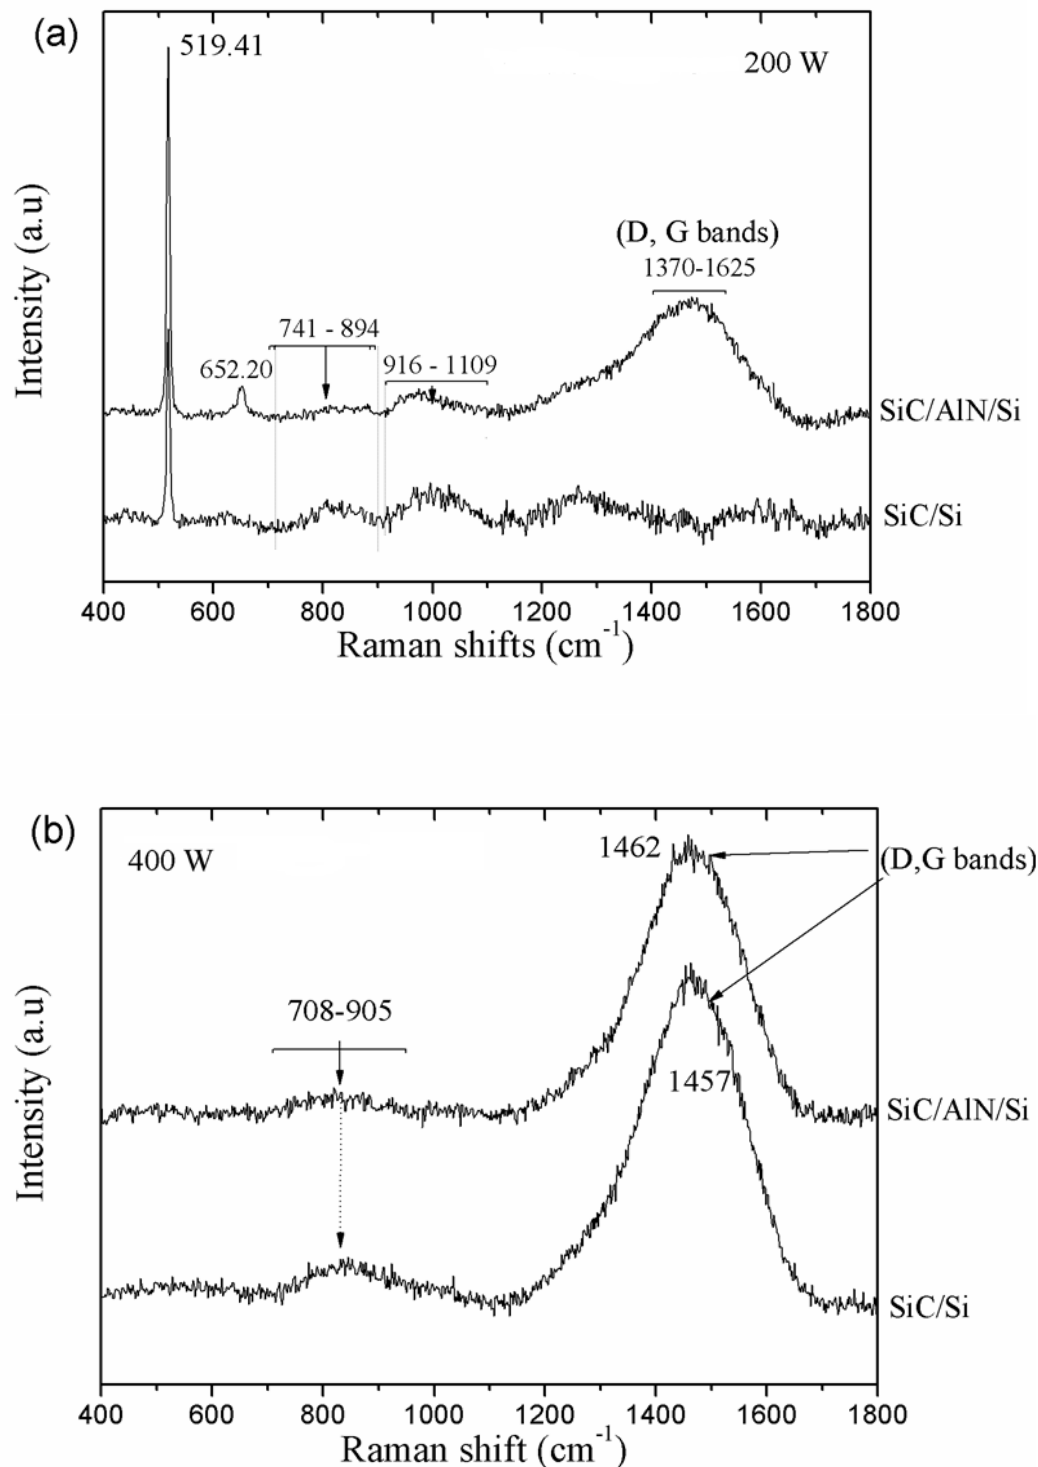 (a)
519.41
200 W
(D, G bands)
1370-1625
741 - 894
652.20
916 - 1109
SiC/AlN/Si
SiC/Si
Intensity (a.u)
400 600 800 1000 1200 1400 1600 1800
Raman shifts (cm⁻¹)
(b)
400 W
1462
(D,G bands)
708-905
1457
SiC/AlN/Si
SiC/Si
Intensity (a.u)
400 600 800 1000 1200 1400 1600 1800
Raman shift (cm⁻¹)